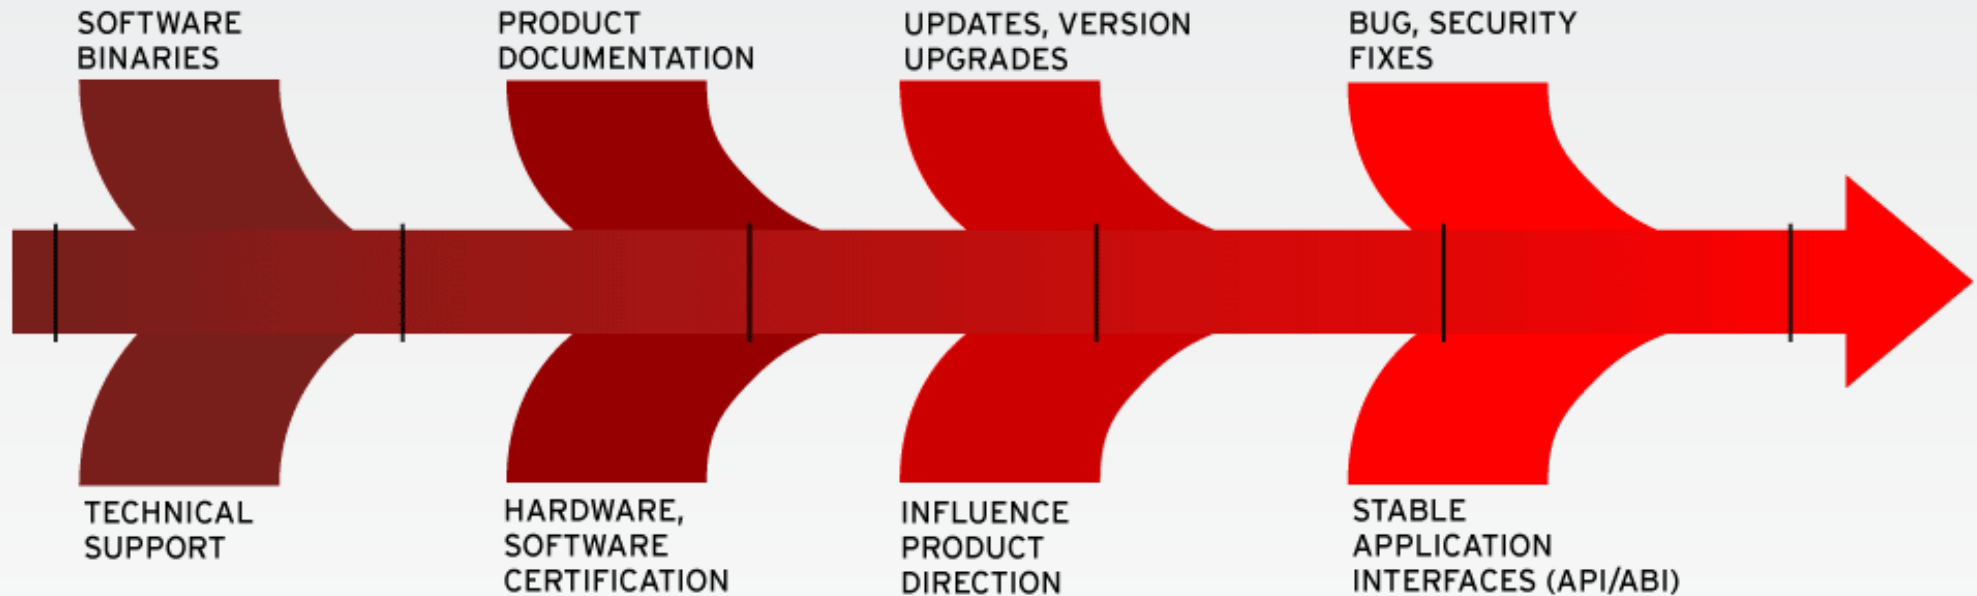 SOFTWARE
BINARIES
PRODUCT
DOCUMENTATION
UPDATES, VERSION
UPGRADES
BUG, SECURITY
FIXES
TECHNICAL
SUPPORT
HARDWARE,
SOFTWARE
CERTIFICATION
INFLUENCE
PRODUCT
DIRECTION
STABLE
APPLICATION
INTERFACES (API/ABI)